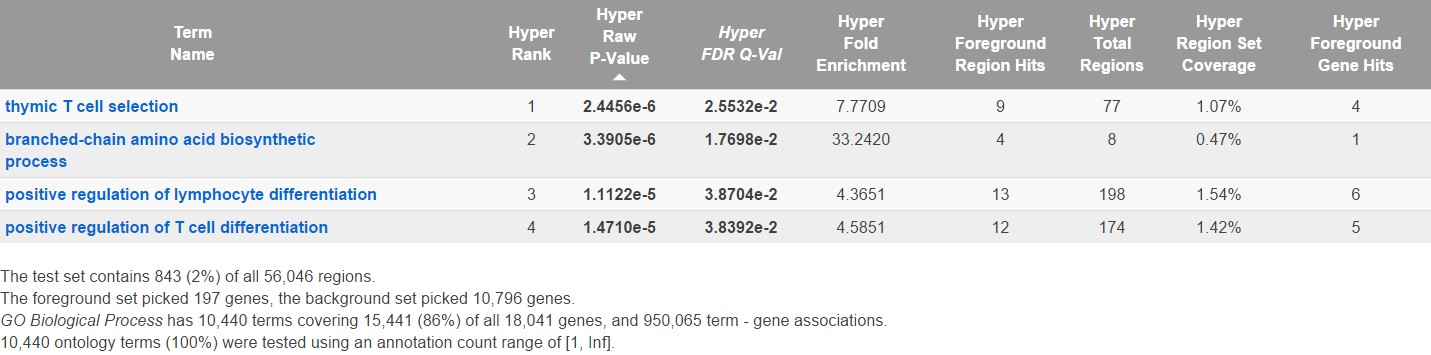 Term Name Hyper Rank Hyper Raw P-Value Hyper FDR Q-Val Hyper Fold Enrichment Hyper Foreground Region Hits Hyper Total Regions Hyper Region Set Coverage Hyper Foreground Gene Hits
thymic T cell selection 1 2.4456e-6 2.5532e-2 7.7709 9 77 1.07% 4
branched-chain amino acid biosynthetic process 2 3.3905e-6 1.7698e-2 33.2420 4 8 0.47% 1
positive regulation of lymphocyte differentiation 3 1.1122e-5 3.8704e-2 4.3651 13 198 1.54% 6
positive regulation of T cell differentiation 4 1.4710e-5 3.8392e-2 4.5851 12 174 1.42% 5
The test set contains 843 (2%) of all 56,046 regions.
The foreground set picked 197 genes, the background set picked 10,796 genes.
GO Biological Process has 10,440 terms covering 15,441 (86%) of all 18,041 genes, and 950,065 term - gene associations.
10,440 ontology terms (100%) were tested using an annotation count range of [1, Inf].